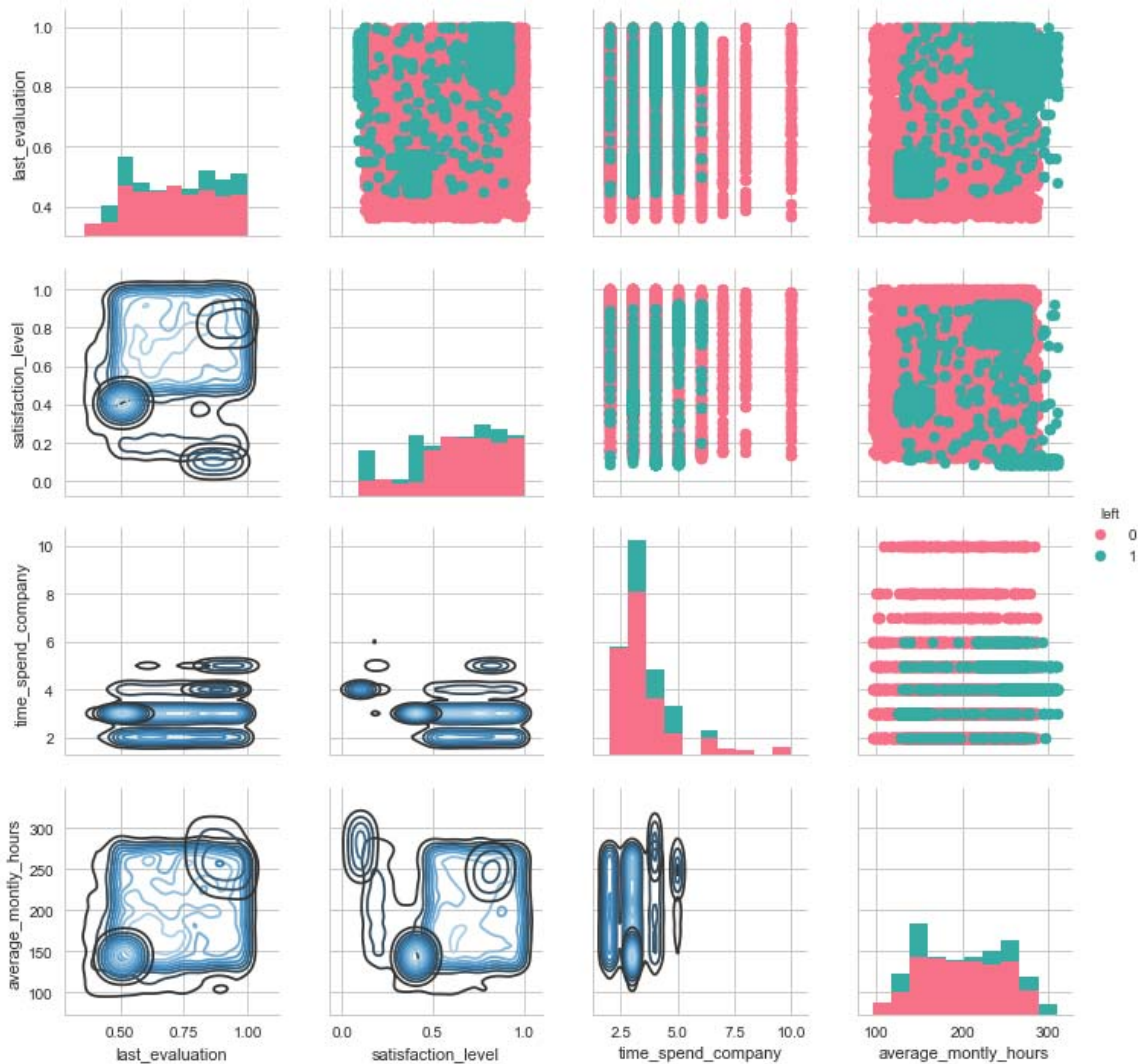 1.0
0.8
0.6
0.4
last_evaluation
1.0
0.8
0.6
0.4
0.2
0.0
satisfaction_level
left
0
1
10
8
6
4
2
time_spend_company
300
250
200
150
100
average_montly_hours
0.50 0.75 1.00
last_evaluation
0.0 0.5 1.0
satisfaction_level
2.5 5.0 7.5 10.0
time_spend_company
100 200 300
average_montly_hours